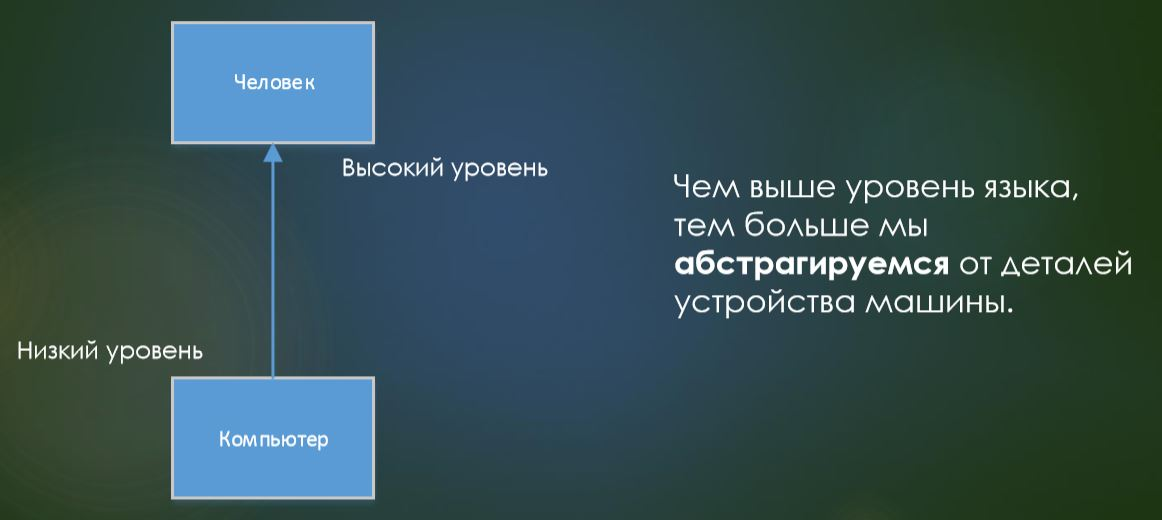 Человек
Высокий уровень
Чем выше уровень языка,
тем больше мы
абстрагируемся от деталей
устройства машины.
Низкий уровень
Компьютер